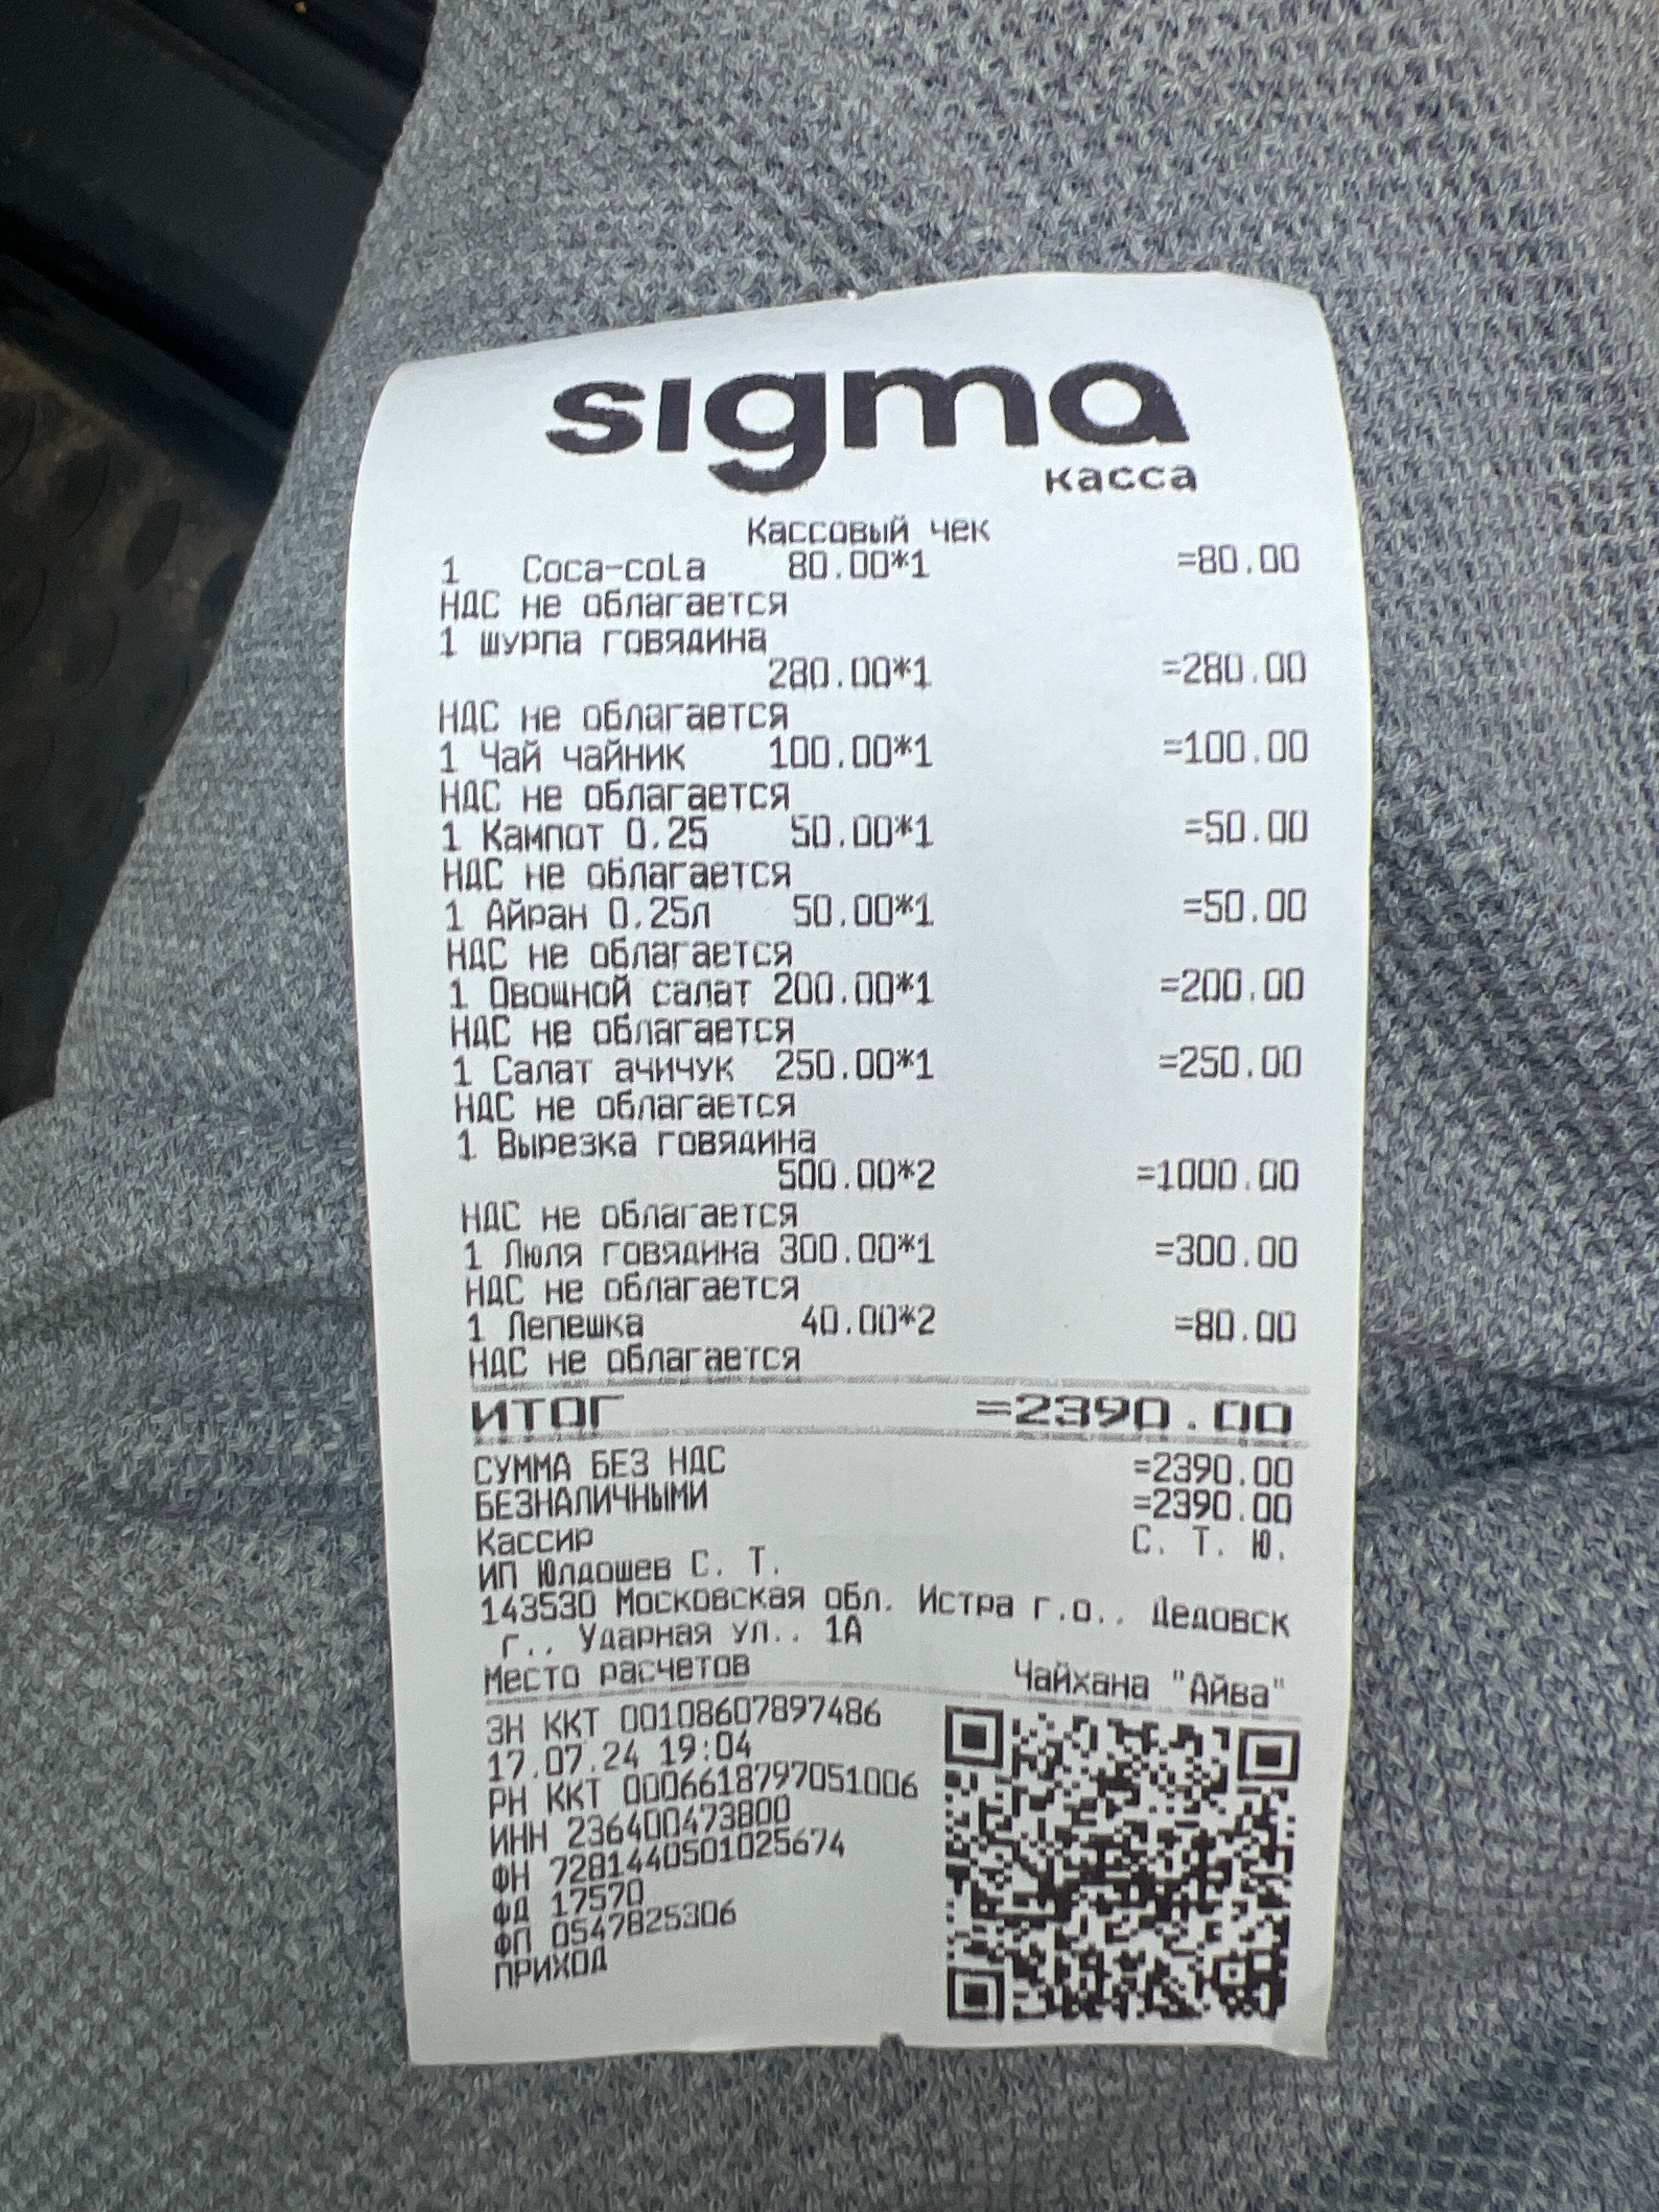 sigma
касса
Кассовый чек
1 Coca-cola 80.00*1 =80.00
НДС не облагается
1 шурпа говядина
280.00*1 =280.00
НДС не облагается
1 Чай чайник 100.00*1 =100.00
НДС не облагается
1 Кампот 0,25 50.00*1 =50.00
НДС не облагается
1 Айран 0,25л 50.00*1 =50.00
НДС не облагается
1 Овощной салат 200.00*1 =200.00
НДС не облагается
1 Салат ачичук 250.00*1 =250.00
НДС не облагается
1 Вырезка говядина
500.00*2 =1000.00
НДС не облагается
1 Люля говядина 300.00*1 =300.00
НДС не облагается
1 Лепешка 40.00*2 =80.00
НДС не облагается
ИТОГ =2390.00
СУММА БЕЗ НДС =2390.00
БЕЗНАЛИЧНЫМИ =2390.00
Кассир С. Т. Ю.
ИП Юлдошев С. Т.
143530 Московская обл. Истра г.о., Дедовск
г., Ударная ул., 1А
Место расчетов Чайхана "Айва"
ЗН ККТ 00108607897486
17.07.24 19:04
РН ККТ 0006618797051006
ИНН 236400473800
ФН 7281440501025674
ФД 17570
ФП 0547825306
ПРИХОД